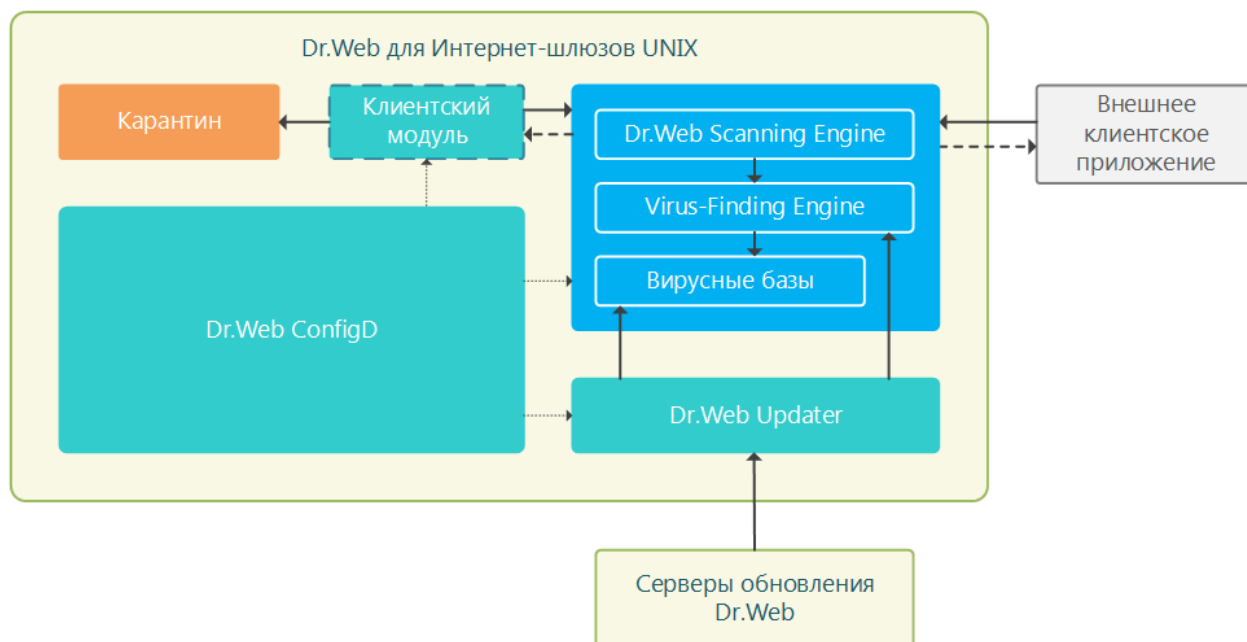 Dr.Web для Интернет-шлюзов UNIX
Карантин
Клиентский
модуль
Dr.Web Scanning Engine
Virus-Finding Engine
Вирусные базы
Внешнее
клиентское
приложение
Dr.Web ConfigD
Dr.Web Updater
Серверы обновления
Dr.Web